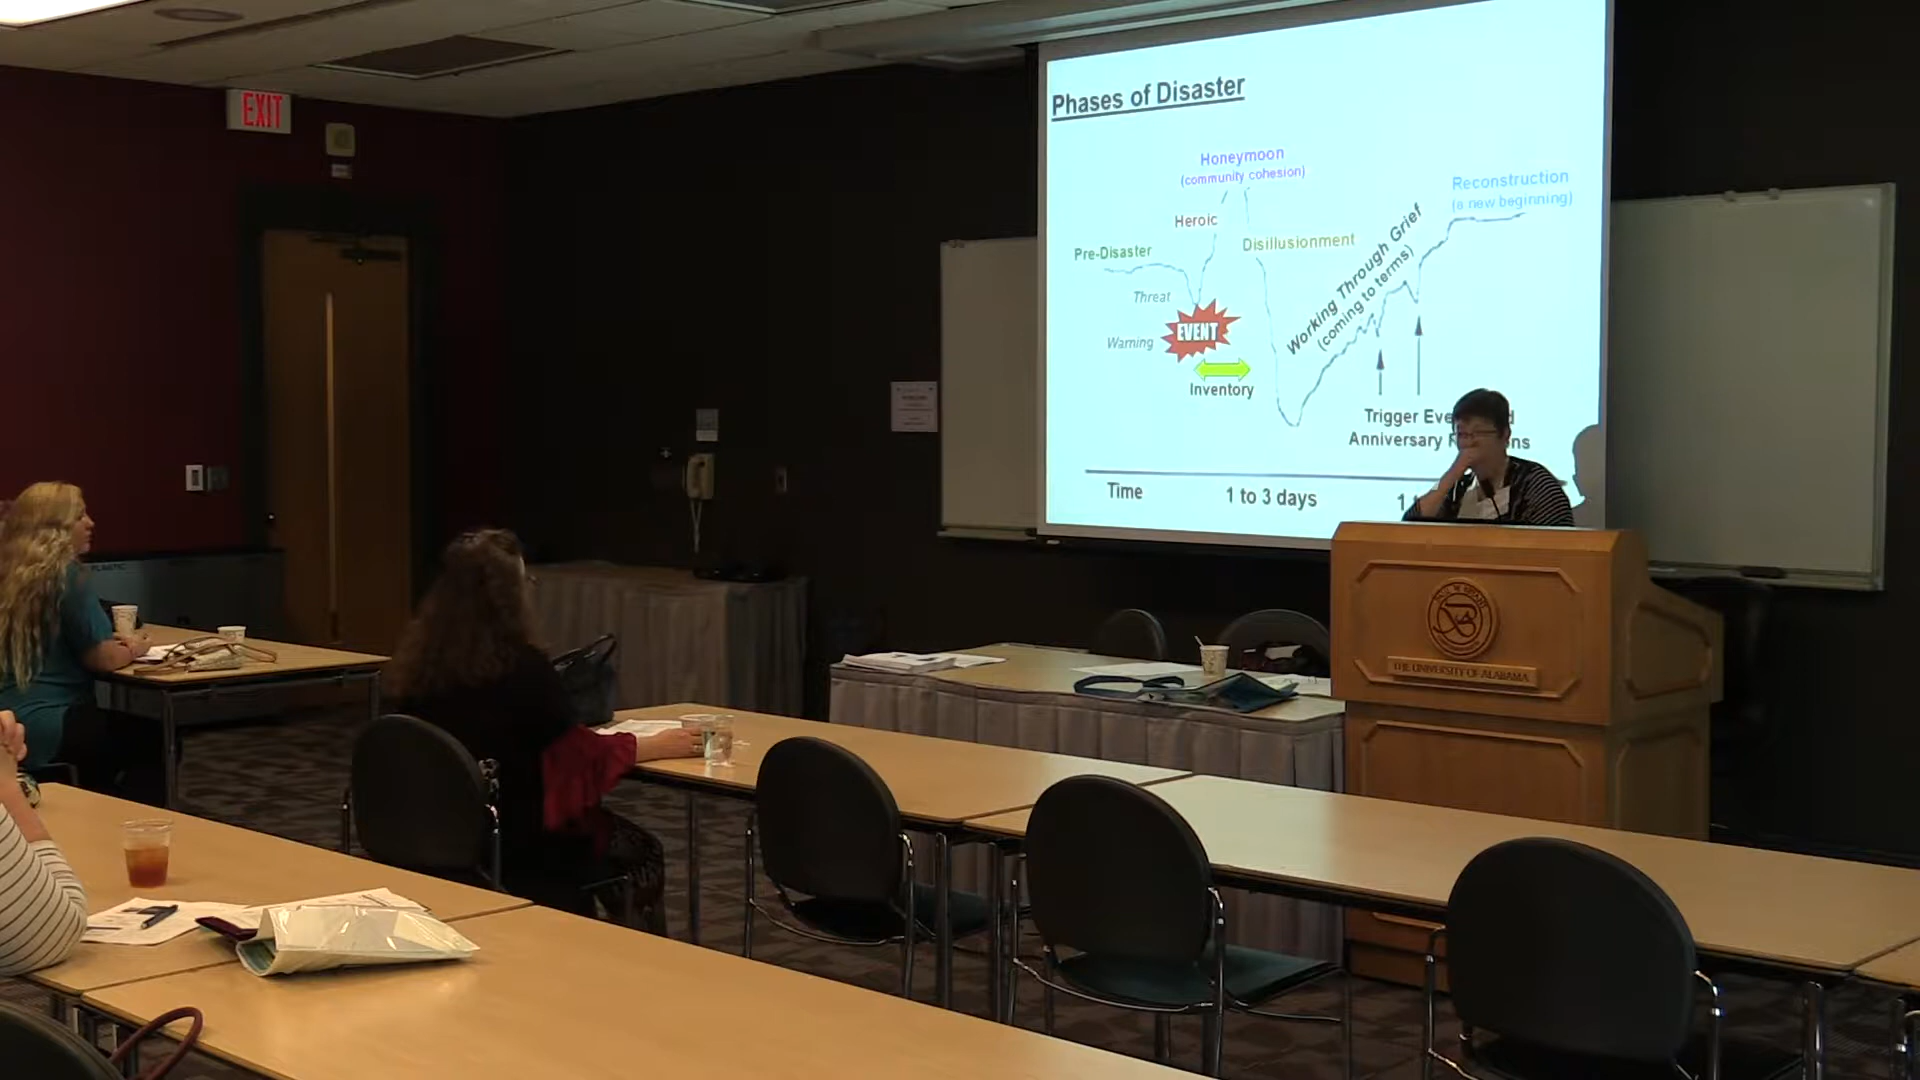 EXIT
Phases of Disaster
Honeymoon
(community cohesion)
Reconstruction
(a new beginning)
Heroic
Disillusionment
Pre-Disaster
Working Through Grief
(coming to terms)
Threat
EVENT
Warning
Inventory
Trigger
Anniversary
Time
1 to 3 days
PLASTIC
THE UNIVERSITY OF ALABAMA